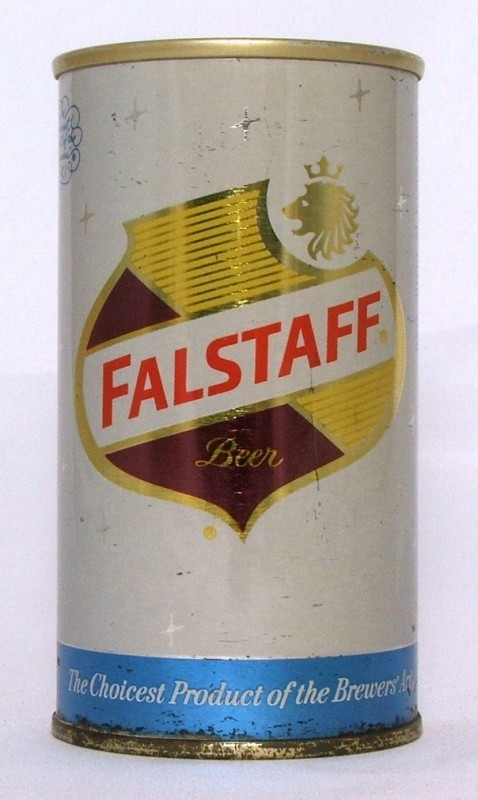 FALSTAFF®
Beer
®
The Choicest Product of the Brewers' Art